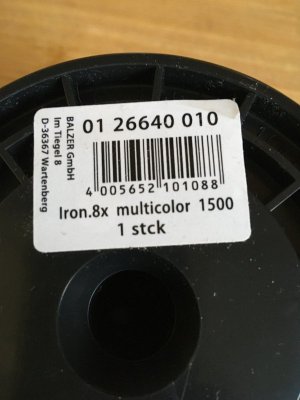 BALZER GmbH
Im Tiegel 8
D-36367 Wartenberg
01 26640 010
4 005652 101088
Iron.8x multicolor 1500
1 stck